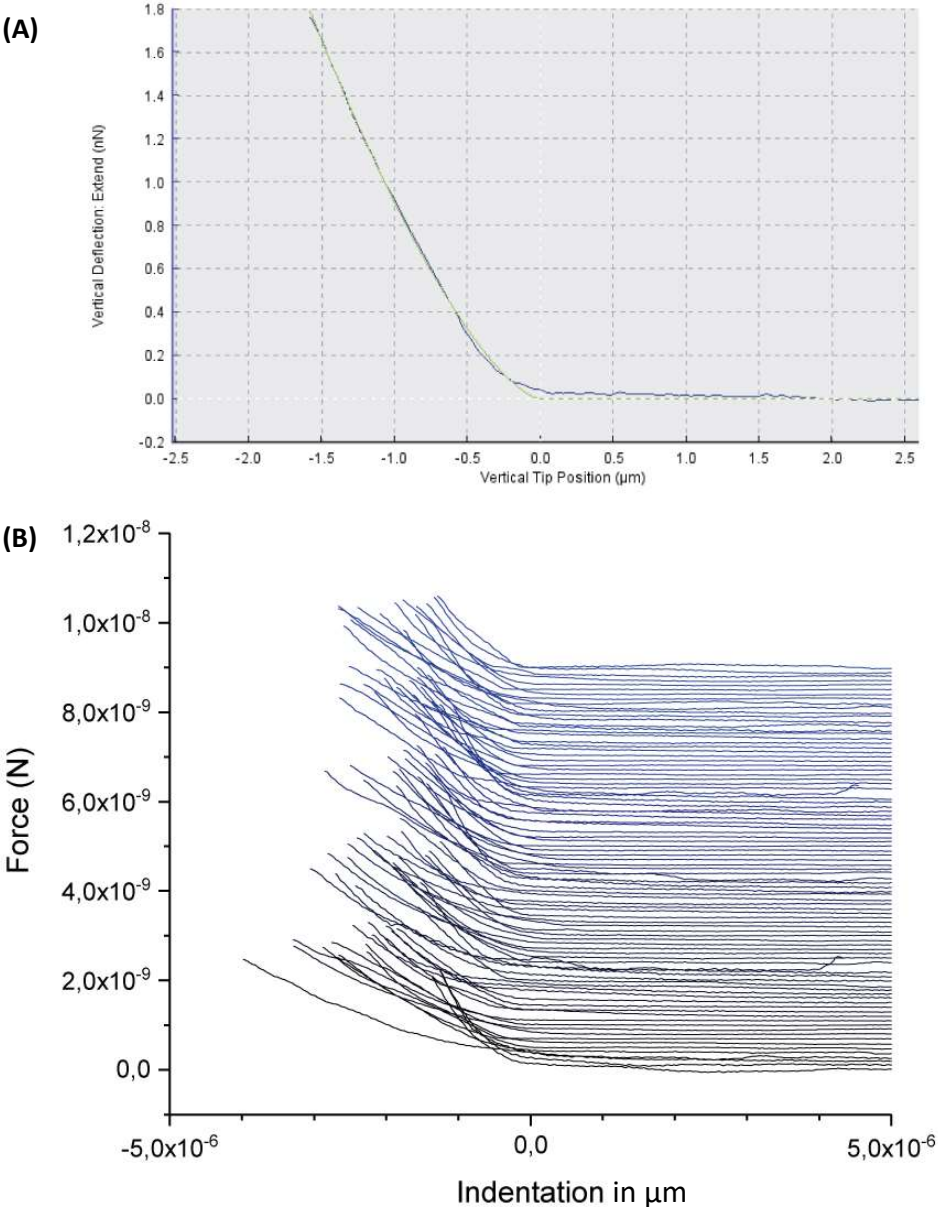 (A)
Vertical Deflection: Extend (nN)
1.8
1.6
1.4
1.2
1.0
0.8
0.6
0.4
0.2
0.0
-0.2
-2.5 -2.0 -1.5 -1.0 -0.5 0.0 0.5 1.0 1.5 2.0 2.5
Vertical Tip Position (µm)
(B)
Force (N)
1,2x10⁻⁸
1,0x10⁻⁸
8,0x10⁻⁹
6,0x10⁻⁹
4,0x10⁻⁹
2,0x10⁻⁹
0,0
-5,0x10⁻⁶ 0,0 5,0x10⁻⁶
Indentation in µm